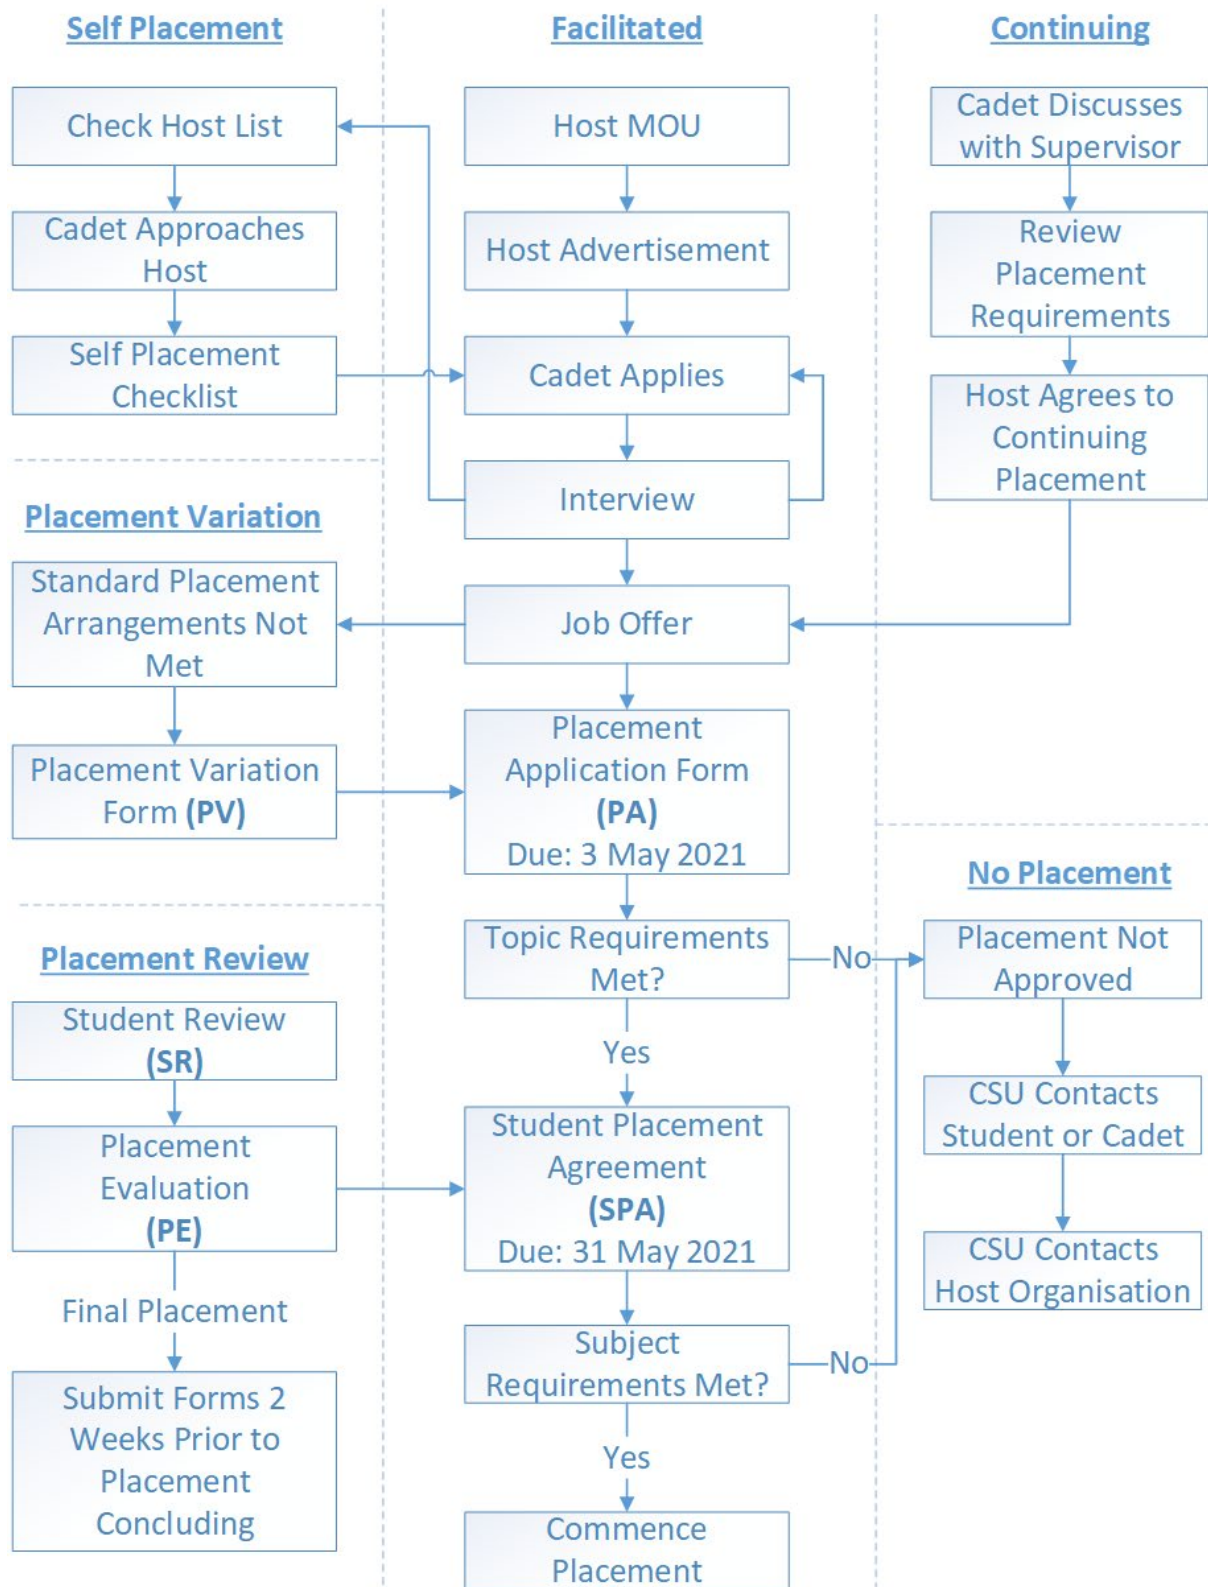 Self Placement
Check Host List
Cadet Approaches
Host
Self Placement
Checklist
Placement Variation
Standard Placement
Arrangements Not
Met
Placement Variation
Form (PV)
Placement Review
Student Review
(SR)
Placement
Evaluation
(PE)
Final Placement
Submit Forms 2
Weeks Prior to
Placement
Concluding
Facilitated
Host MOU
Host Advertisement
Cadet Applies
Interview
Job Offer
Placement
Application Form
(PA)
Due: 3 May 2021
Topic Requirements
Met?
No
Yes
Student Placement
Agreement
(SPA)
Due: 31 May 2021
Subject
Requirements Met?
No
Yes
Commence
Placement
Continuing
Cadet Discusses
with Supervisor
Review
Placement
Requirements
Host Agrees to
Continuing
Placement
No Placement
Placement Not
Approved
CSU Contacts
Student or Cadet
CSU Contacts
Host Organisation